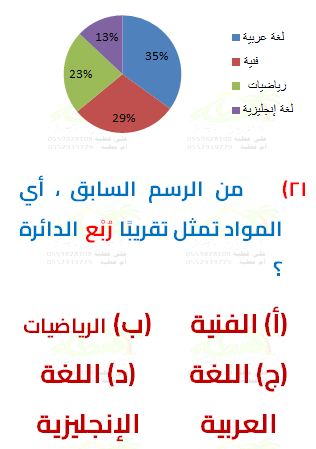 لغة عربية
فنية
رياضيات
لغة إنجليزية
35%
29%
23%
13%
٢١) من الرسم السابق ، أي
المواد تمثل تقريبًا رُبْع الدائرة
؟
(أ) الفنية (ب) الرياضيات
(ج) اللغة (د) اللغة
العربية الإنجليزية